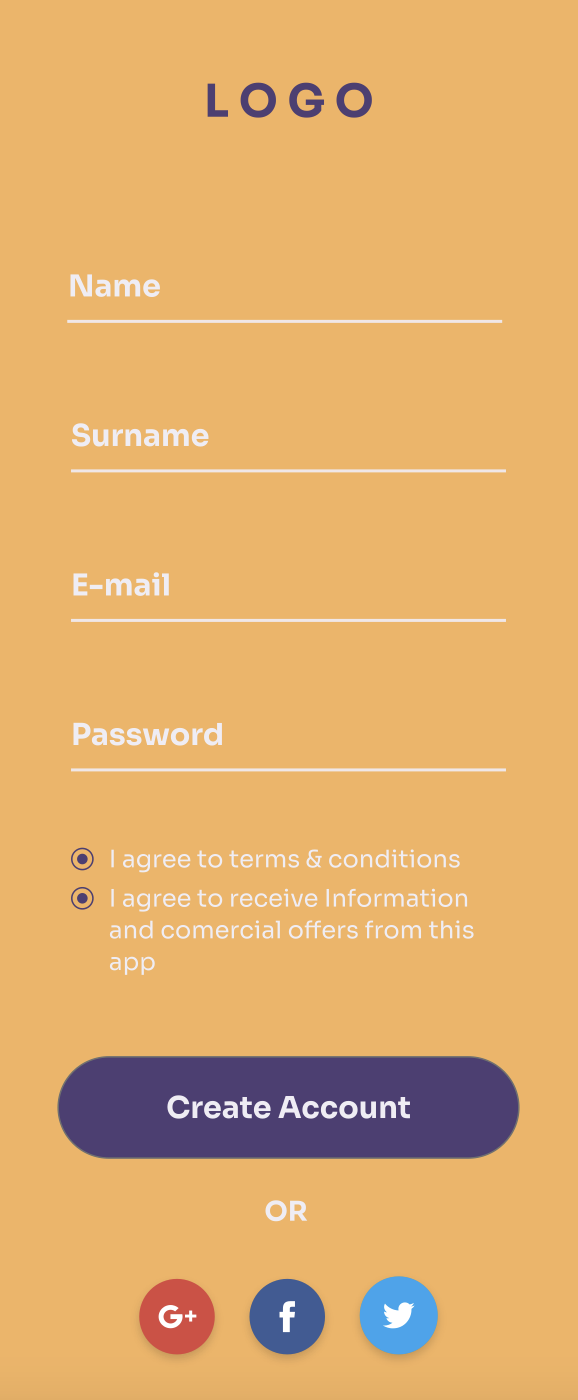 LOGO
Name
Surname
E-mail
Password
I agree to terms & conditions
I agree to receive Information
and comercial offers from this
app
Create Account
OR
G+ f